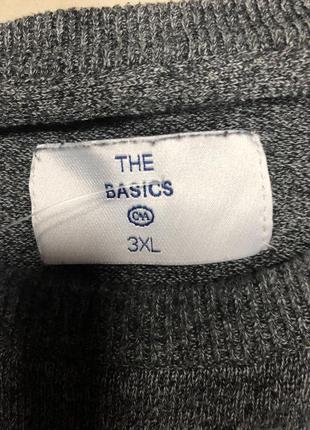 THE
BASICS
C&A
3XL